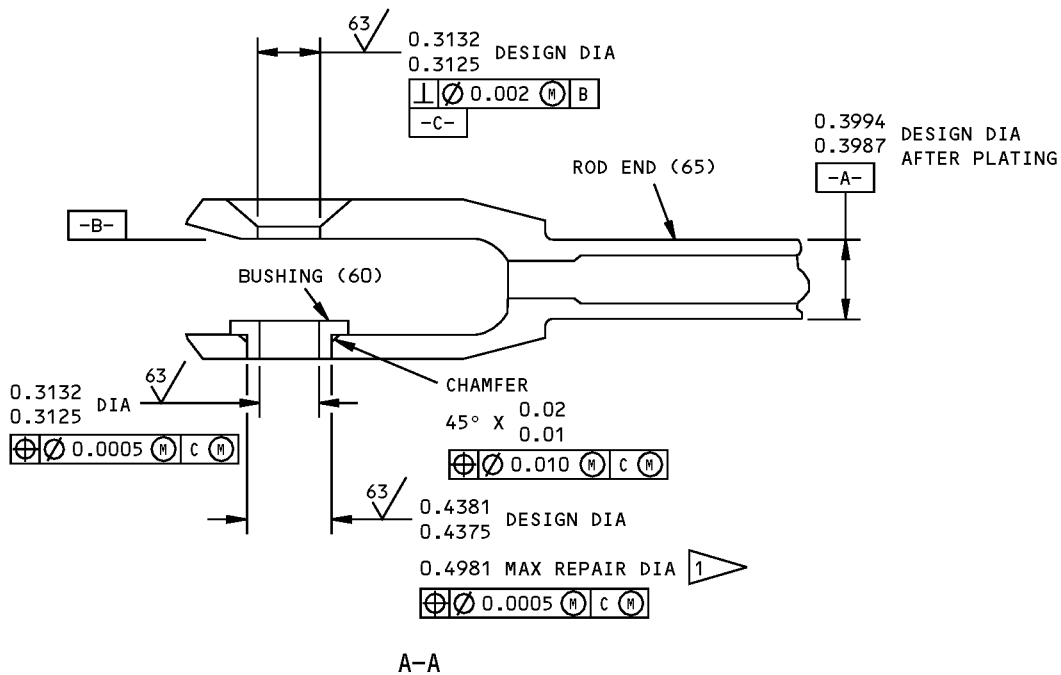 63
0.3132
0.3125 DESIGN DIA
⊥ ⌀ 0.002 Ⓜ B
-C-
0.3994
0.3987 DESIGN DIA
AFTER PLATING
-A-
ROD END (65)
-B-
BUSHING (60)
63
0.3132
0.3125 DIA
⌖ ⌀ 0.0005 Ⓜ C Ⓜ
CHAMFER
45° X 0.02
0.01
⌖ ⌀ 0.010 Ⓜ C Ⓜ
63
0.4381
0.4375 DESIGN DIA
0.4981 MAX REPAIR DIA 1
⌖ ⌀ 0.0005 Ⓜ C Ⓜ
A-A